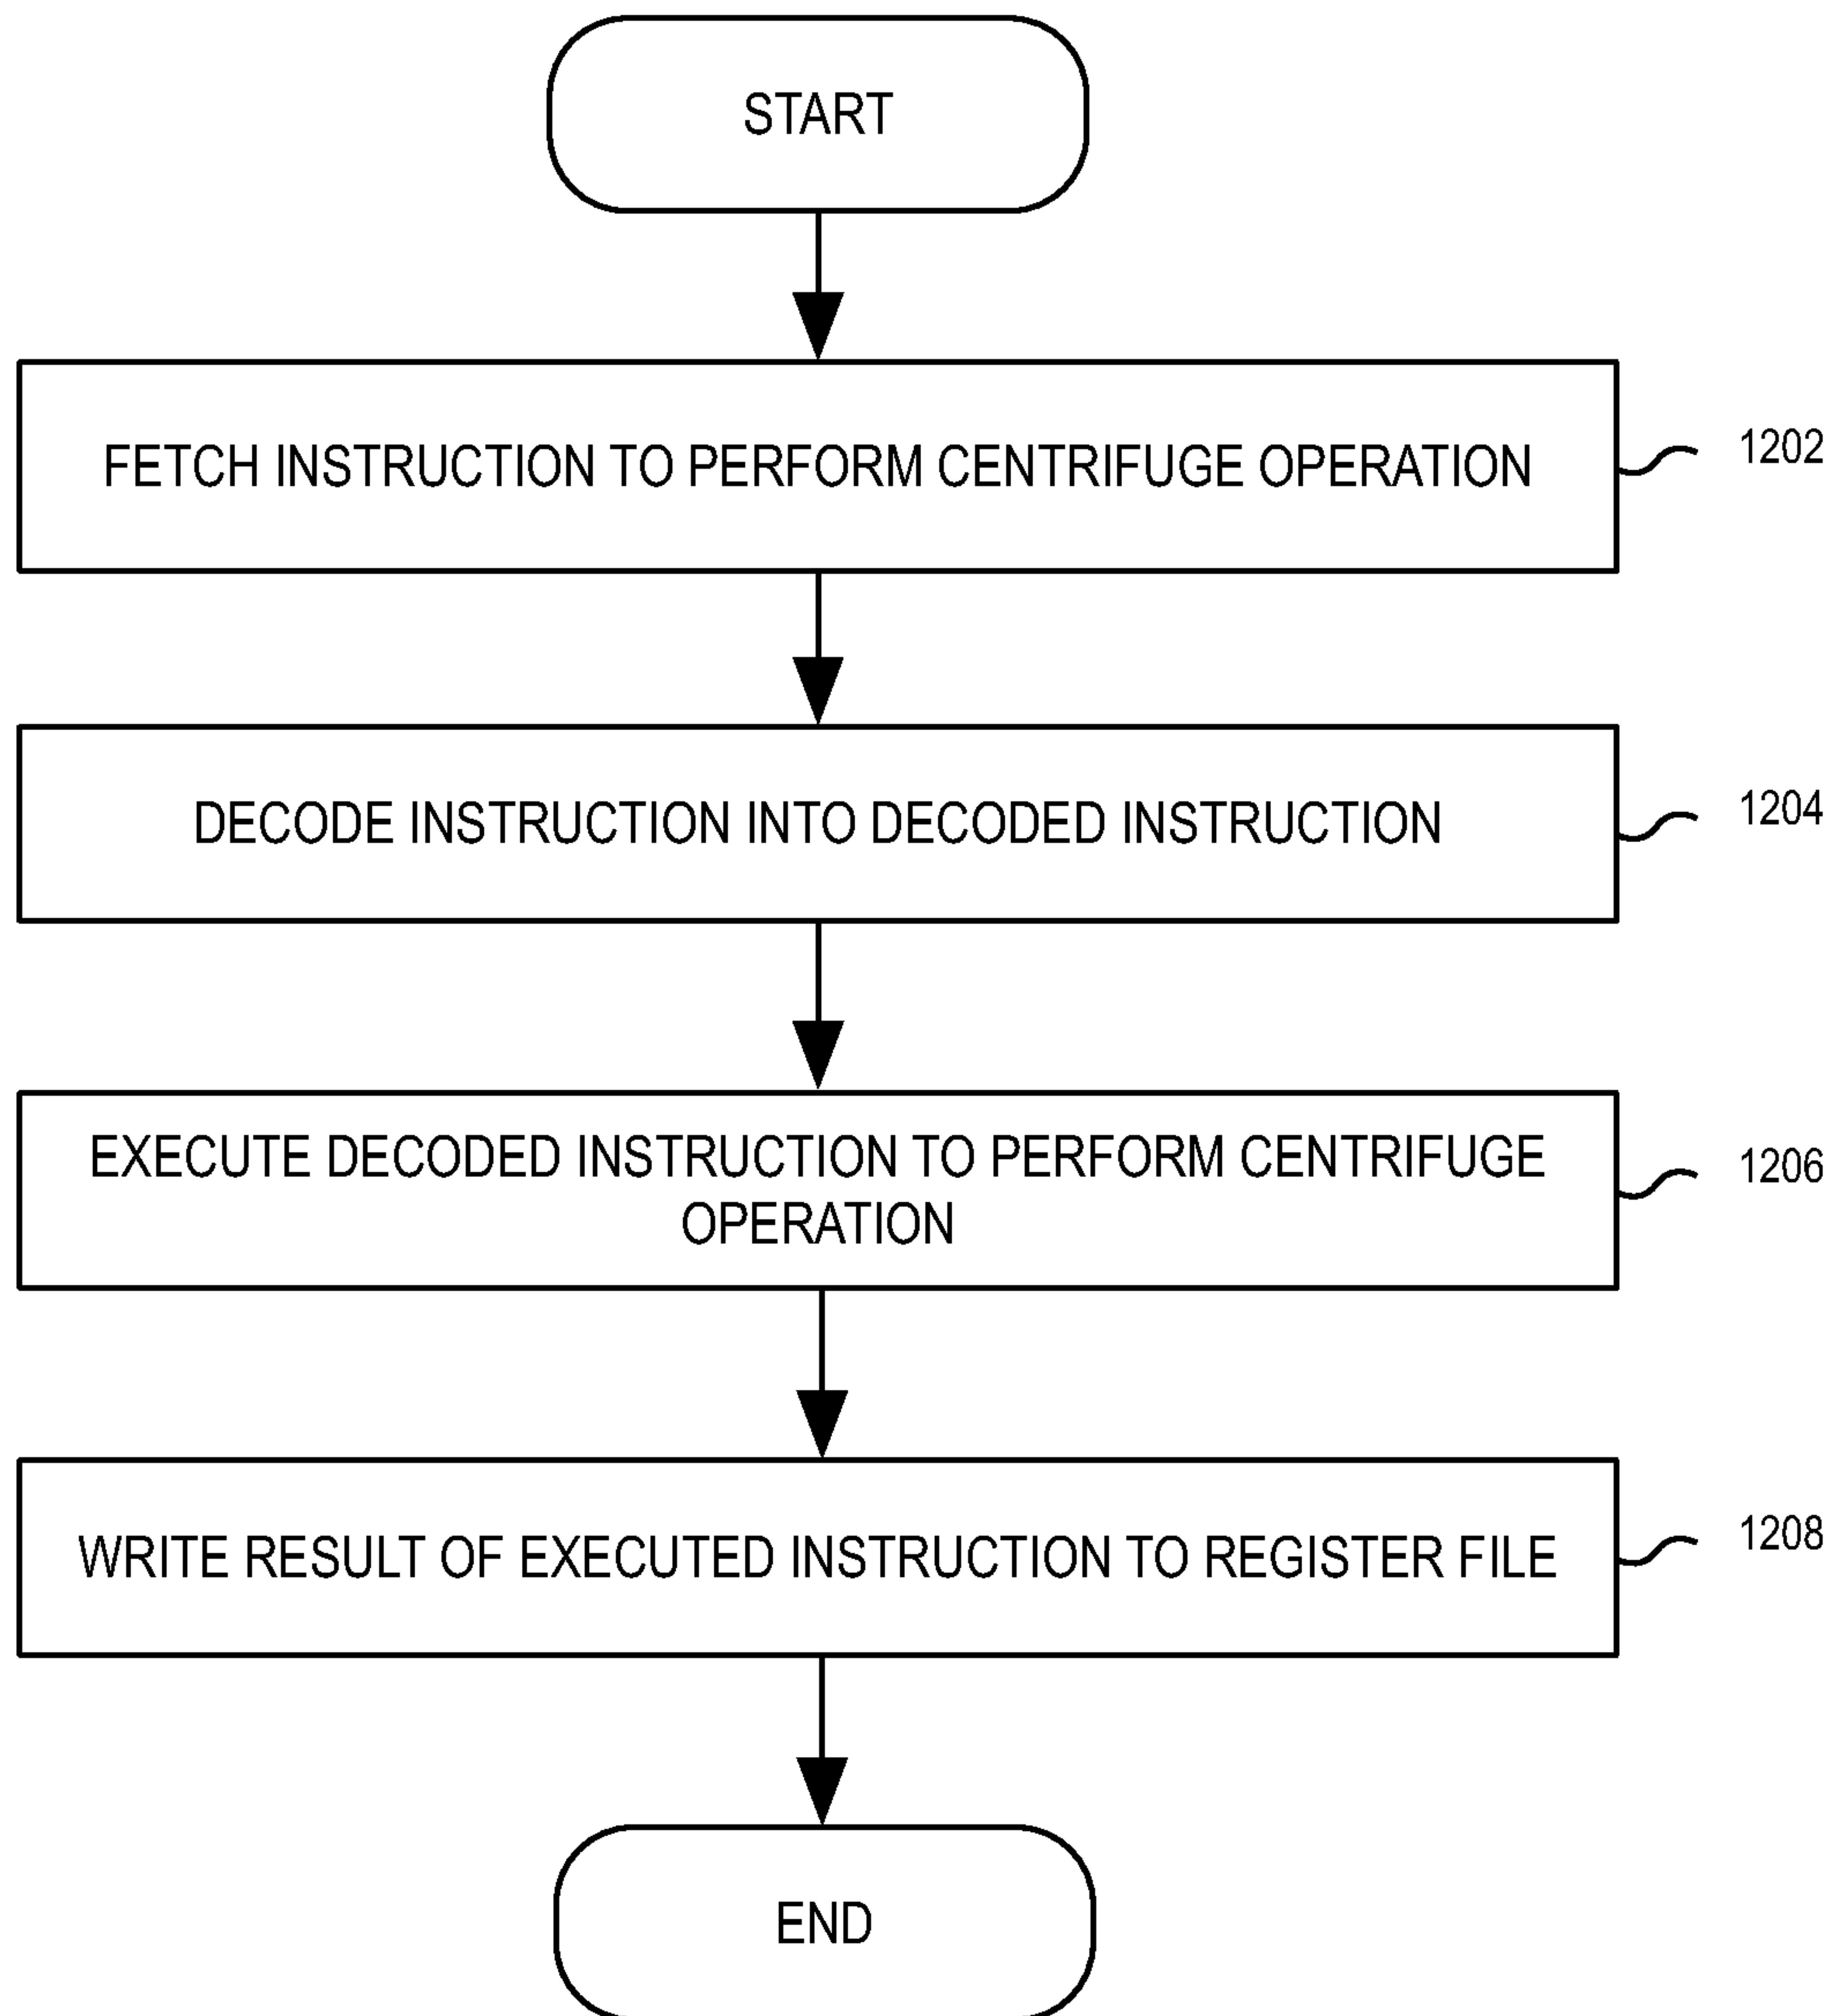 START
FETCH INSTRUCTION TO PERFORM CENTRIFUGE OPERATION
1202
DECODE INSTRUCTION INTO DECODED INSTRUCTION
1204
EXECUTE DECODED INSTRUCTION TO PERFORM CENTRIFUGE
OPERATION
1206
WRITE RESULT OF EXECUTED INSTRUCTION TO REGISTER FILE
1208
END